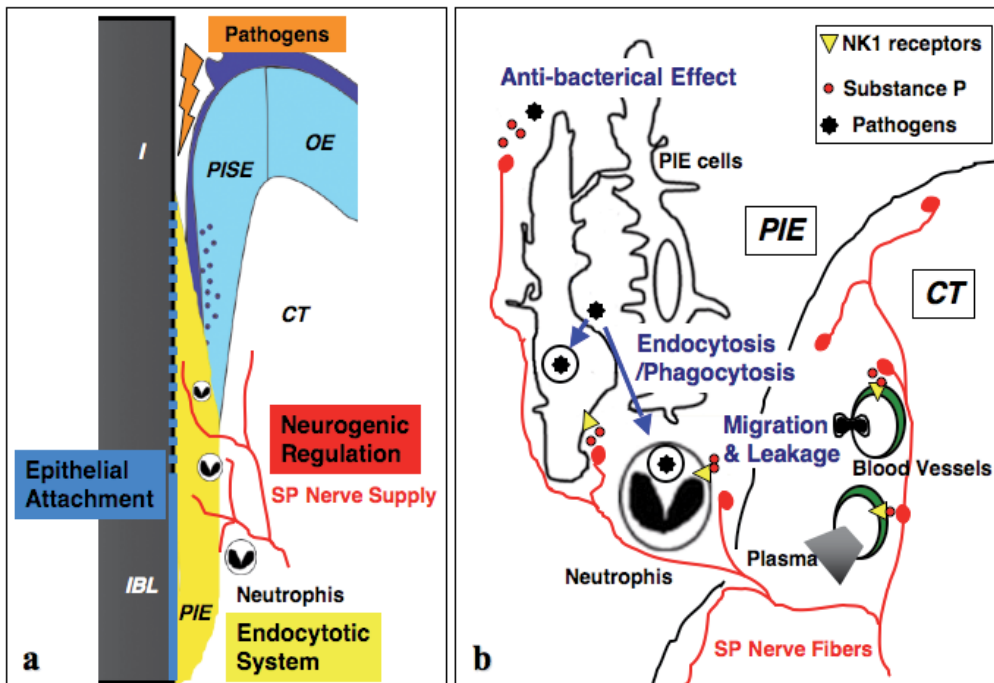 Pathogens
I
PISE
OE
CT
Neurogenic
Regulation
SP Nerve Supply
Epithelial
Attachment
IBL
PIE
Neutrophis
Endocytotic
System
a
NK1 receptors
Substance P
Pathogens
Anti-bacterical Effect
PIE cells
PIE
CT
Endocytosis
/Phagocytosis
Migration
& Leakage
Blood Vessels
Plasma
Neutrophis
SP Nerve Fibers
b